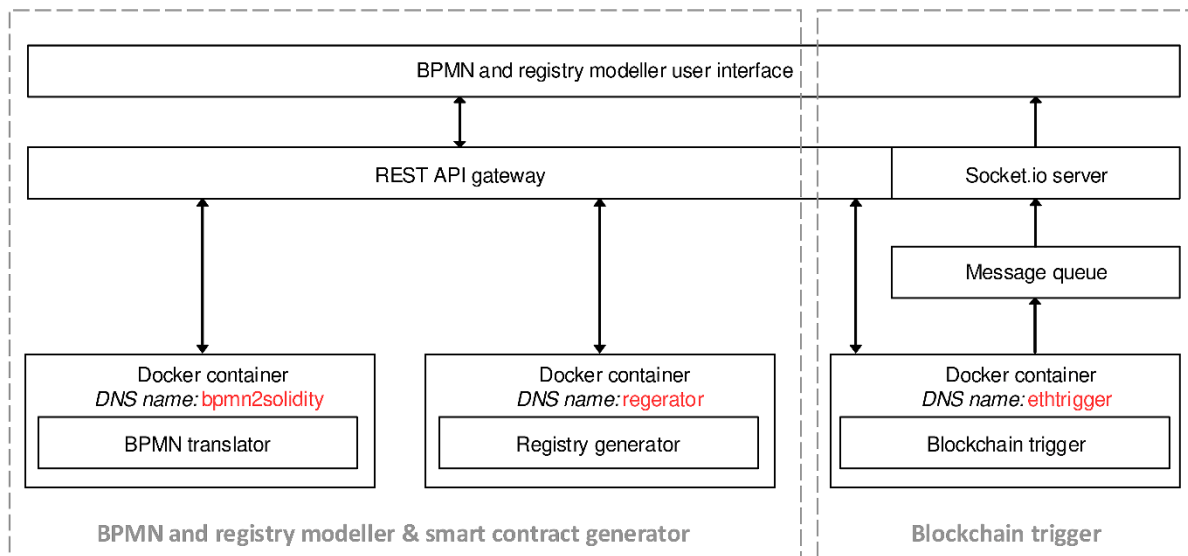 BPMN and registry modeller user interface
REST API gateway
Socket.io server
Message queue
Docker container
DNS name: bpmn2solidity
BPMN translator
Docker container
DNS name: regerator
Registry generator
Docker container
DNS name: ethtrigger
Blockchain trigger
BPMN and registry modeller & smart contract generator
Blockchain trigger